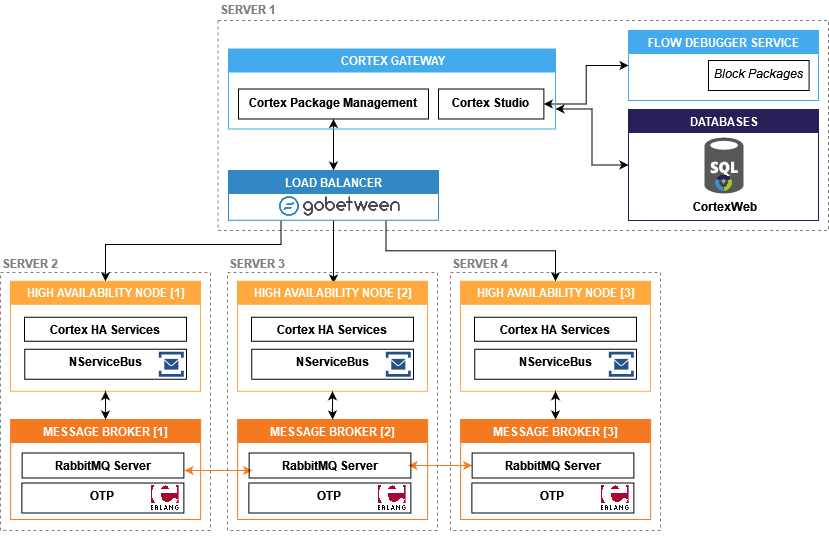 SERVER 1
CORTEX GATEWAY
Cortex Package Management
Cortex Studio
FLOW DEBUGGER SERVICE
Block Packages
DATABASES
SQL
CortexWeb
LOAD BALANCER
gobetween
SERVER 2
HIGH AVAILABILITY NODE [1]
Cortex HA Services
NServiceBus
MESSAGE BROKER [1]
RabbitMQ Server
OTP
ERLANG
SERVER 3
HIGH AVAILABILITY NODE [2]
Cortex HA Services
NServiceBus
MESSAGE BROKER [2]
RabbitMQ Server
OTP
ERLANG
SERVER 4
HIGH AVAILABILITY NODE [3]
Cortex HA Services
NServiceBus
MESSAGE BROKER [3]
RabbitMQ Server
OTP
ERLANG